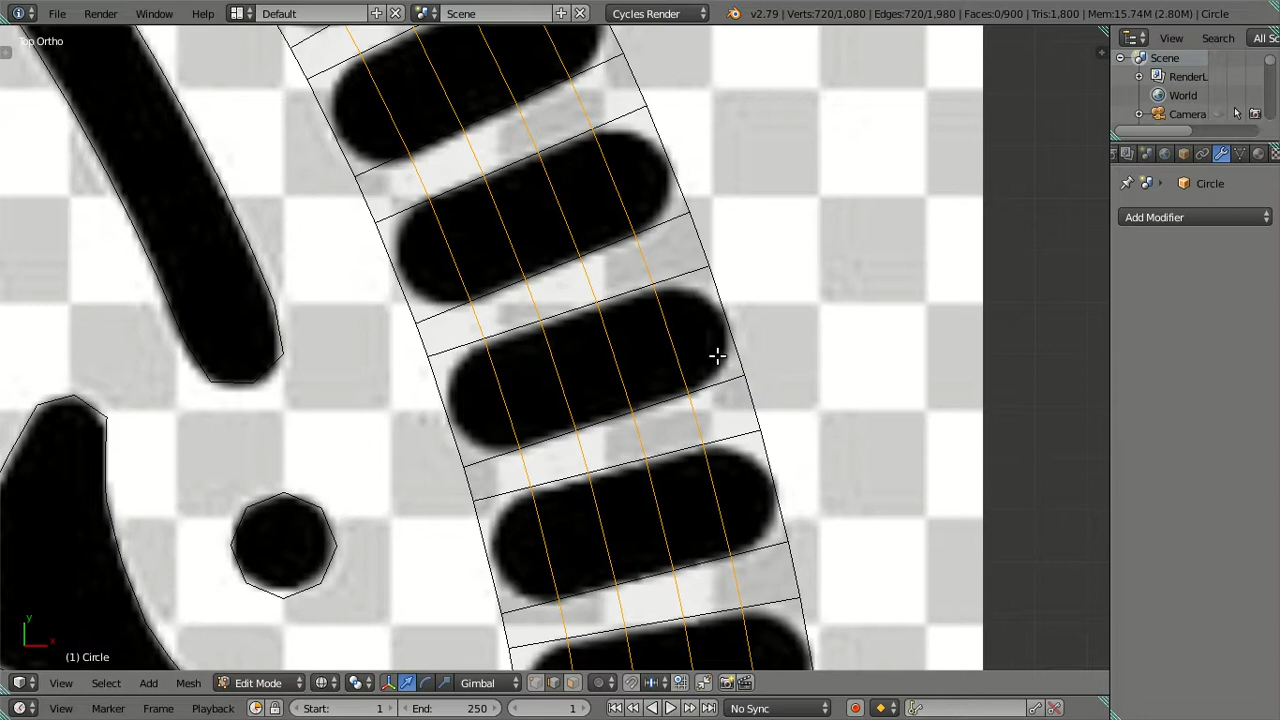 File Render Window Help Default Scene Cycles Render v2.79 | Verts:720/1,080 | Edges:720/1,980 | Faces:0/900 | Tris:1,800 | Mem:15.74M (2.80M) | Circle
Top Ortho
View Search All Sc
Scene
RenderL
World
Camera
Circle
Add Modifier
y
x
(1) Circle
View Select Add Mesh Edit Mode Gimbal
View Marker Frame Playback Start: 1 End: 250 1 No Sync